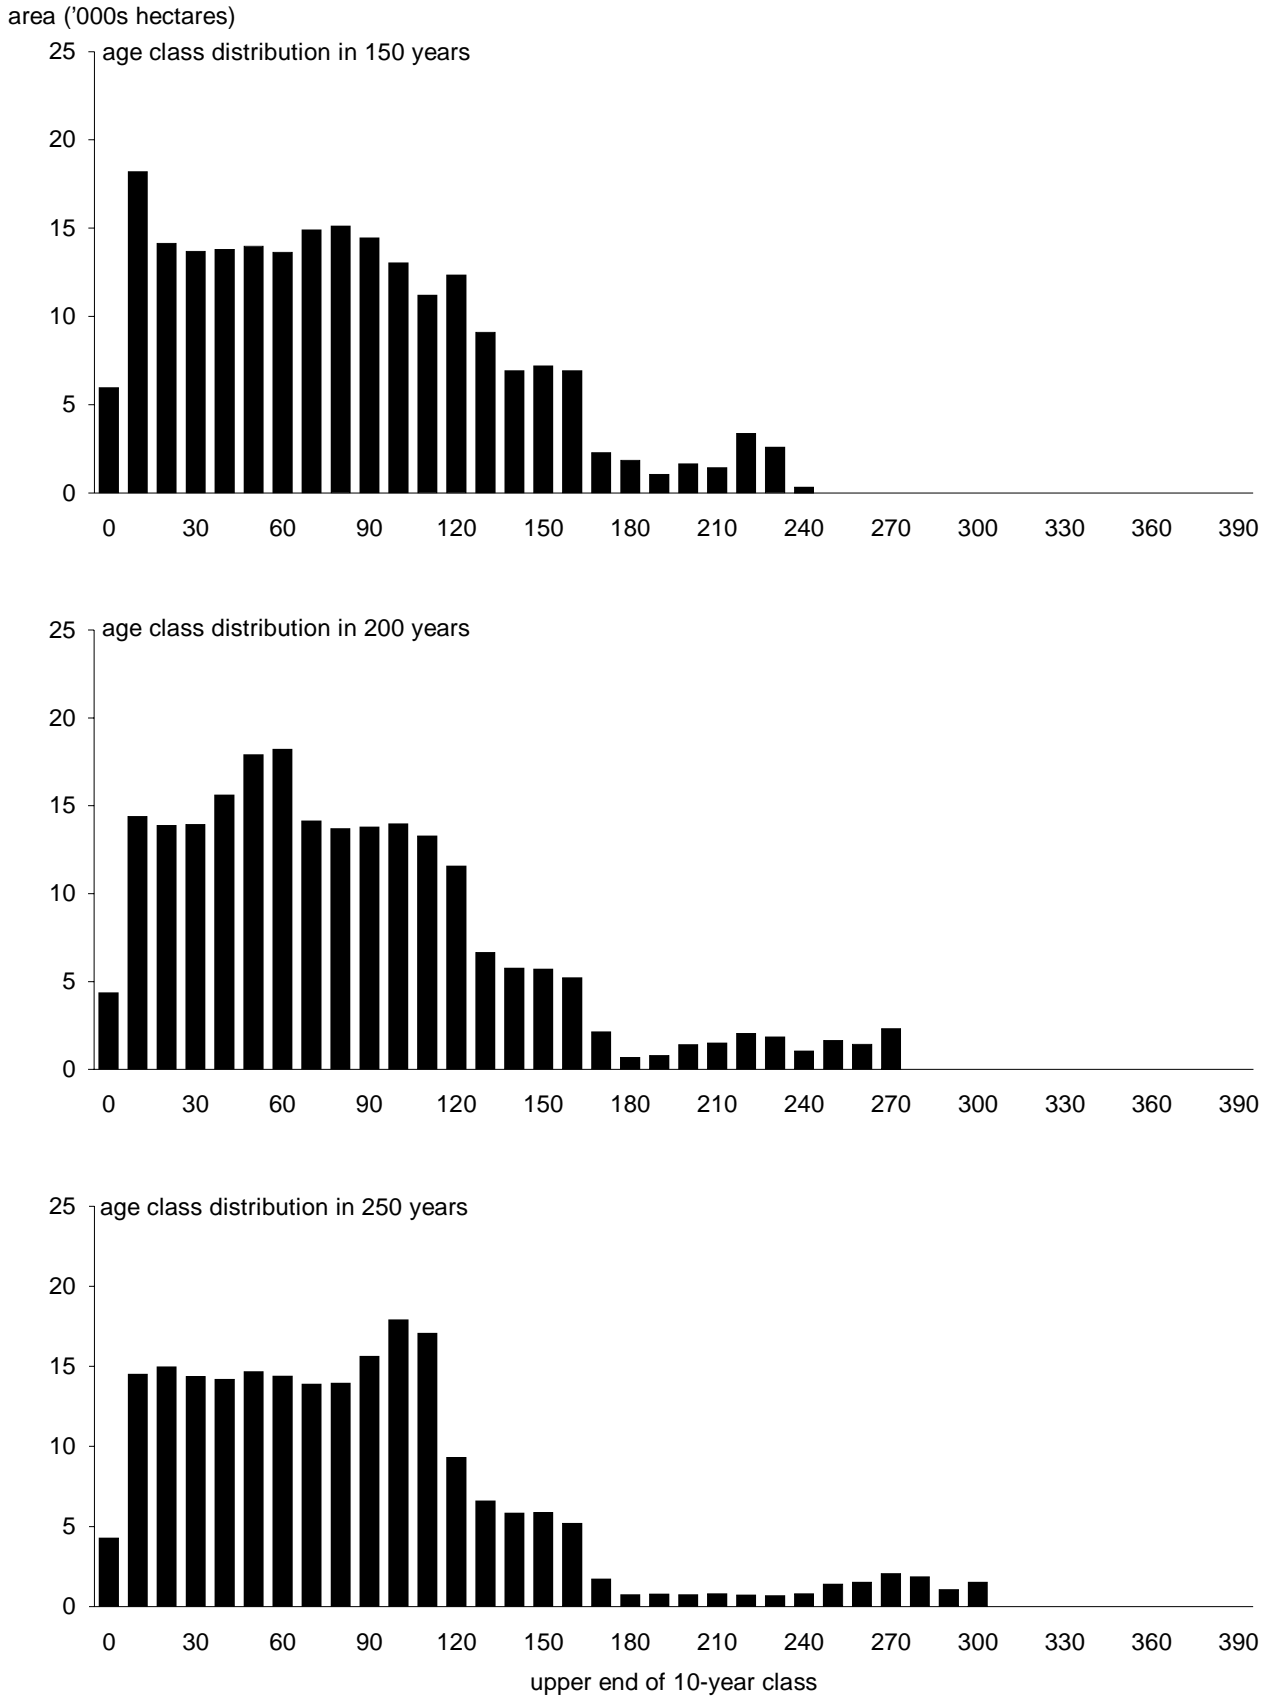 area (’000s hectares)
25 age class distribution in 150 years
20
15
10
5
0
0 30 60 90 120 150 180 210 240 270 300 330 360 390
25 age class distribution in 200 years
20
15
10
5
0
0 30 60 90 120 150 180 210 240 270 300 330 360 390
25 age class distribution in 250 years
20
15
10
5
0
0 30 60 90 120 150 180 210 240 270 300 330 360 390
upper end of 10-year class